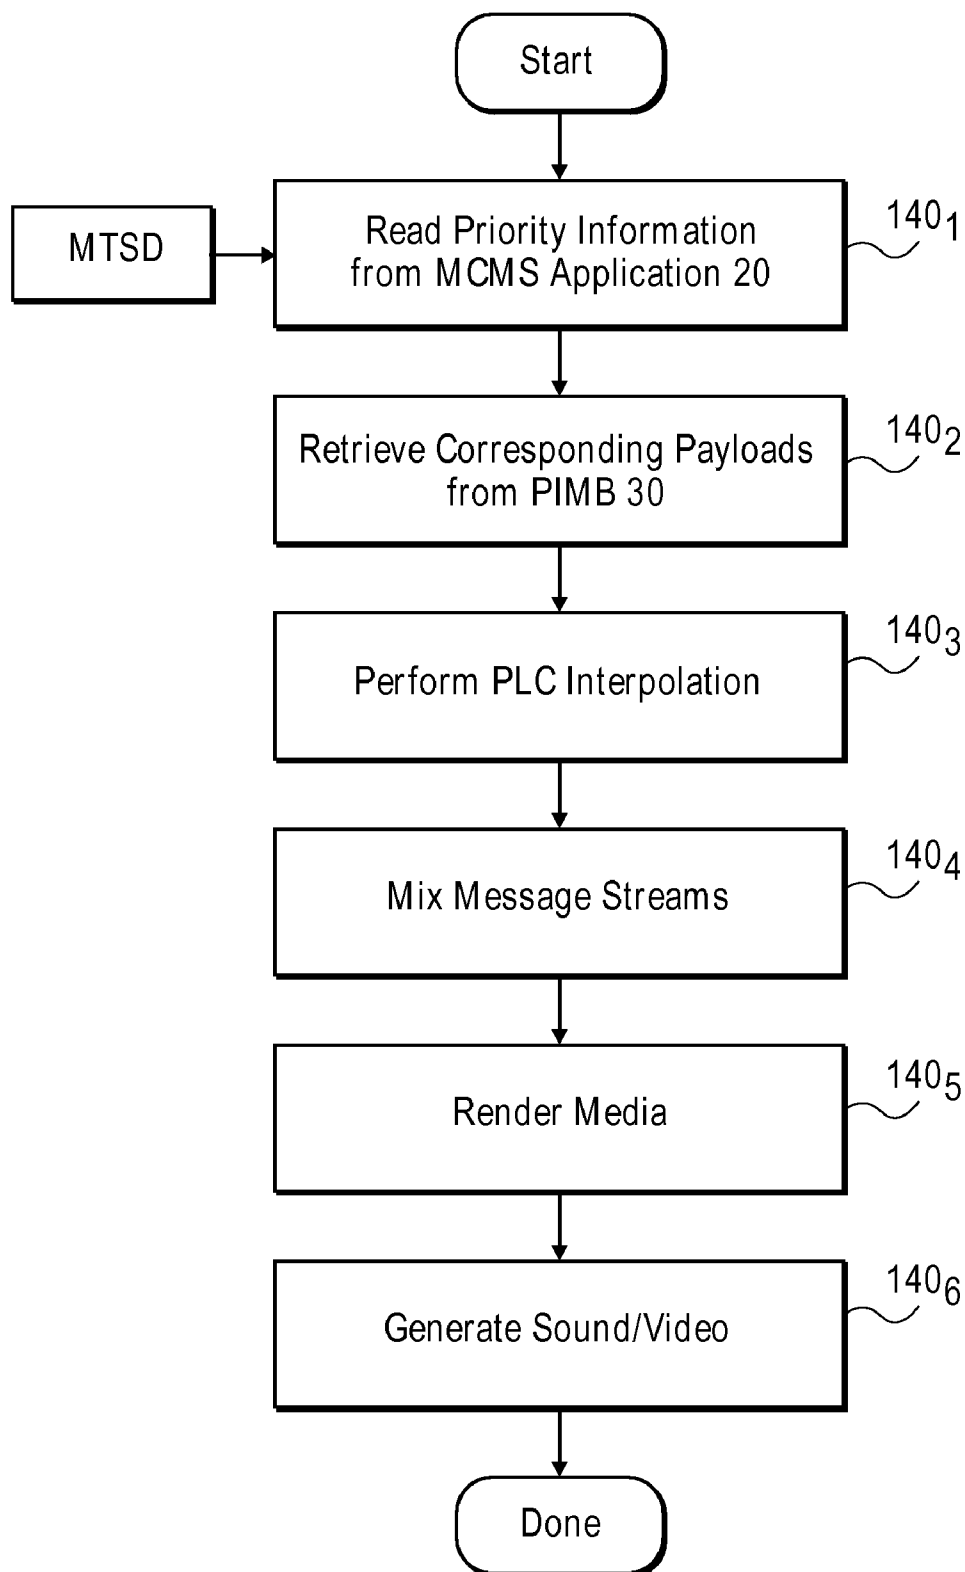 Start
MTSD
Read Priority Information
from MCMS Application 20
140₁
Retrieve Corresponding Payloads
from PIMB 30
140₂
Perform PLC Interpolation
140₃
Mix Message Streams
140₄
Render Media
140₅
Generate Sound/Video
140₆
Done